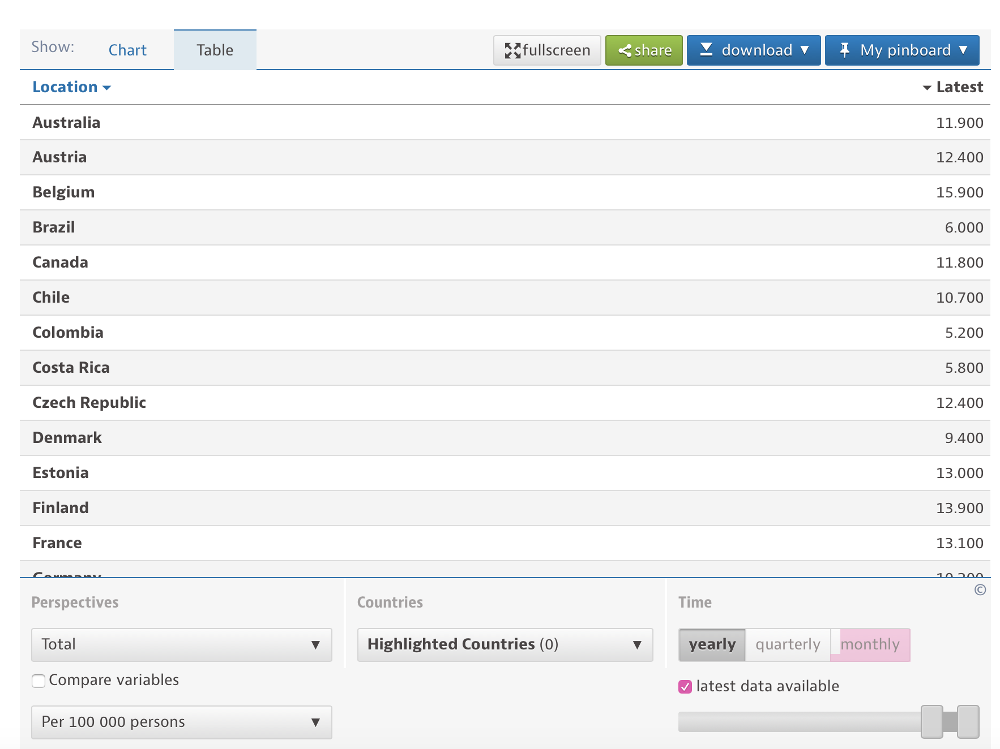 Show: Chart Table fullscreen share download ▼ My pinboard ▼
Location Latest
Australia 11.900
Austria 12.400
Belgium 15.900
Brazil 6.000
Canada 11.800
Chile 10.700
Colombia 5.200
Costa Rica 5.800
Czech Republic 12.400
Denmark 9.400
Estonia 13.000
Finland 13.900
France 13.100
Germany
©
Perspectives Countries Time
Total ▼ Highlighted Countries (0) ▼ yearly quarterly monthly
Compare variables latest data available
Per 100 000 persons ▼